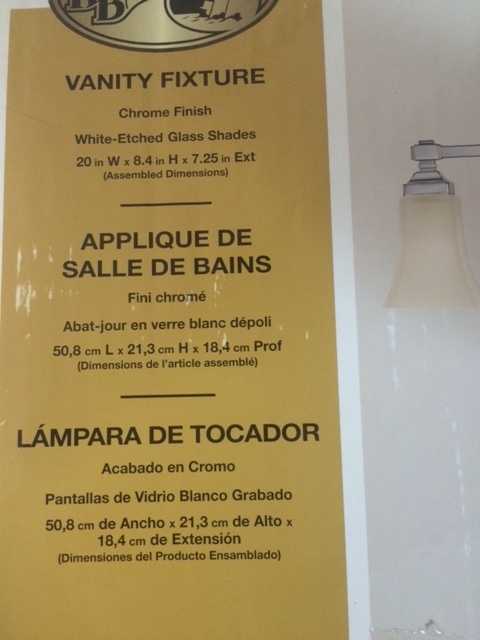 BB
VANITY FIXTURE
Chrome Finish
White-Etched Glass Shades
20 in W x 8.4 in H x 7.25 in Ext
(Assembled Dimensions)
APPLIQUE DE
SALLE DE BAINS
Fini chromé
Abat-jour en verre blanc dépoli
50,8 cm L x 21,3 cm H x 18,4 cm Prof
(Dimensions de l'article assemblé)
LÁMPARA DE TOCADOR
Acabado en Cromo
Pantallas de Vidrio Blanco Grabado
50,8 cm de Ancho x 21,3 cm de Alto x
18,4 cm de Extensión
(Dimensiones del Producto Ensamblado)